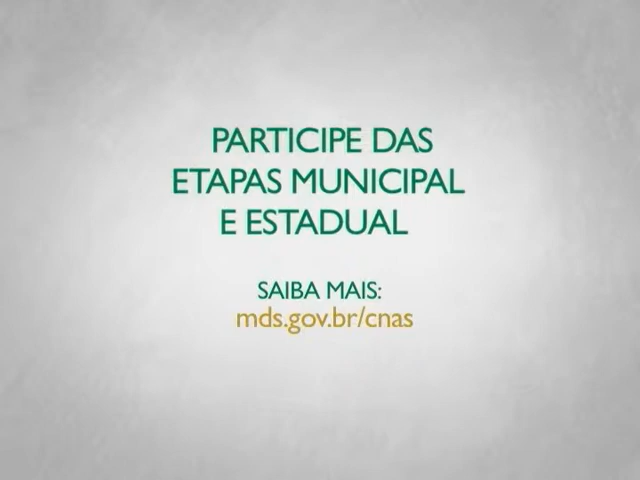 PARTICIPE DAS
ETAPAS MUNICIPAL
E ESTADUAL
SAIBA MAIS:
mds.gov.br/cnas